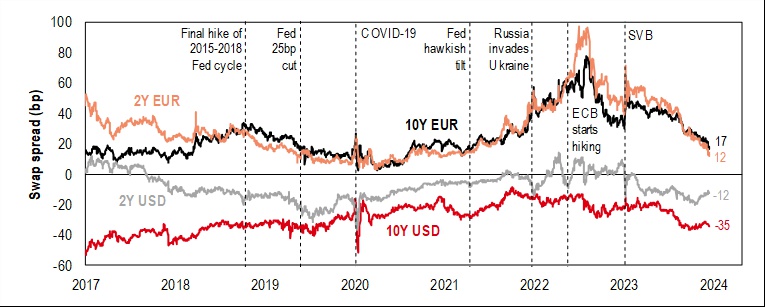 Final hike of
2015-2018
Fed cycle
Fed
25bp
cut
COVID-19
Fed
hawkish
tilt
Russia
invades
Ukraine
SVB
2Y EUR
10Y EUR
ECB
starts
hiking
2Y USD
10Y USD
17
12
-12
-35
Swap spread (bp)
100
80
60
40
20
0
-20
-40
-60
2017
2018
2019
2020
2021
2022
2023
2024